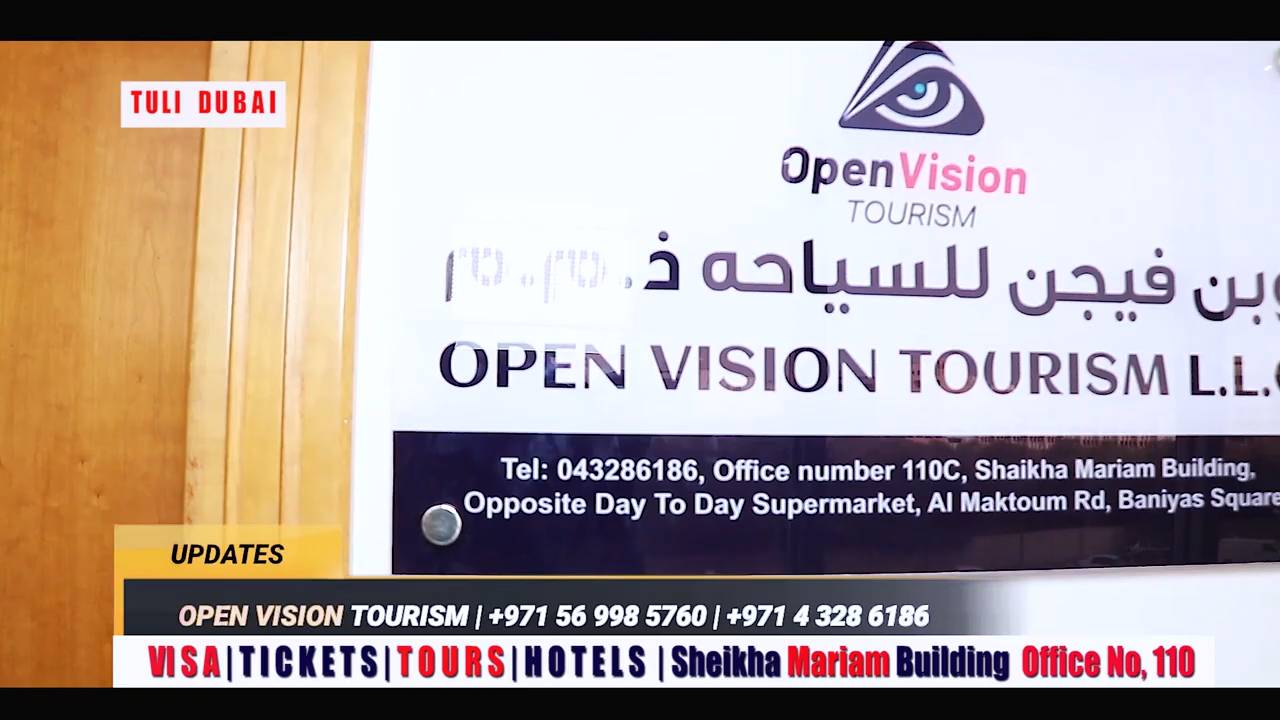 TULI DUBAI
OpenVision
TOURISM
وبن فيجن للسياحه ذ.م.م
OPEN VISION TOURISM L.L.C
Tel: 043286186, Office number 110C, Shaikha Mariam Building,
Opposite Day To Day Supermarket, Al Maktoum Rd, Baniyas Square
UPDATES
OPEN VISION TOURISM | +971 56 998 5760 | +971 4 328 6186
VISA|TICKETS|TOURS|HOTELS |Sheikha Mariam Building Office No, 110